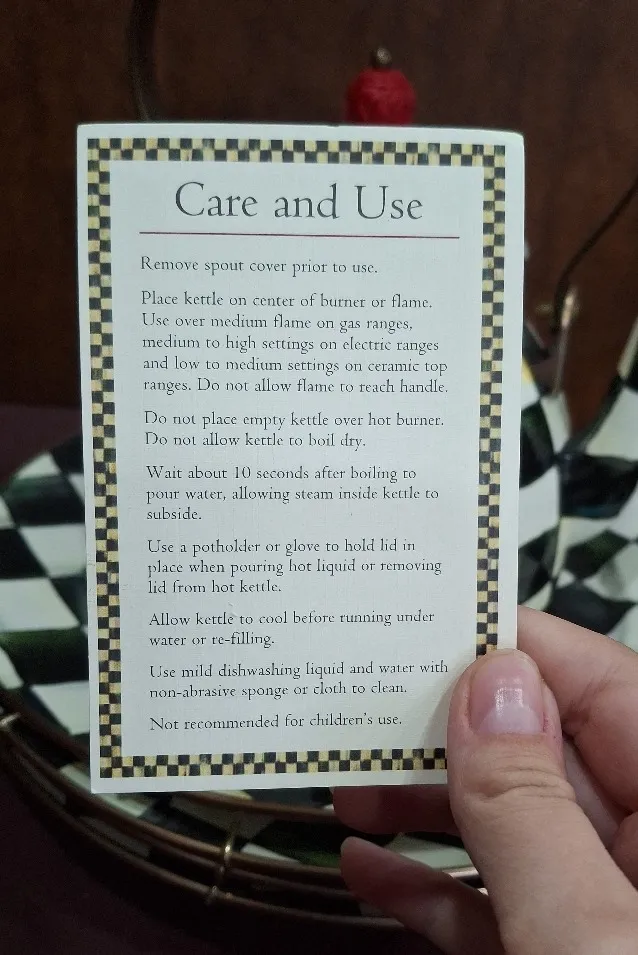 Care and Use
Remove spout cover prior to use.
Place kettle on center of burner or flame.
Use over medium flame on gas ranges,
medium to high settings on electric ranges
and low to medium settings on ceramic top
ranges. Do not allow flame to reach handle.
Do not place empty kettle over hot burner.
Do not allow kettle to boil dry.
Wait about 10 seconds after boiling to
pour water, allowing steam inside kettle to
subside.
Use a potholder or glove to hold lid in
place when pouring hot liquid or removing
lid from hot kettle.
Allow kettle to cool before running under
water or re-filling.
Use mild dishwashing liquid and water with
non-abrasive sponge or cloth to clean.
Not recommended for children's use.